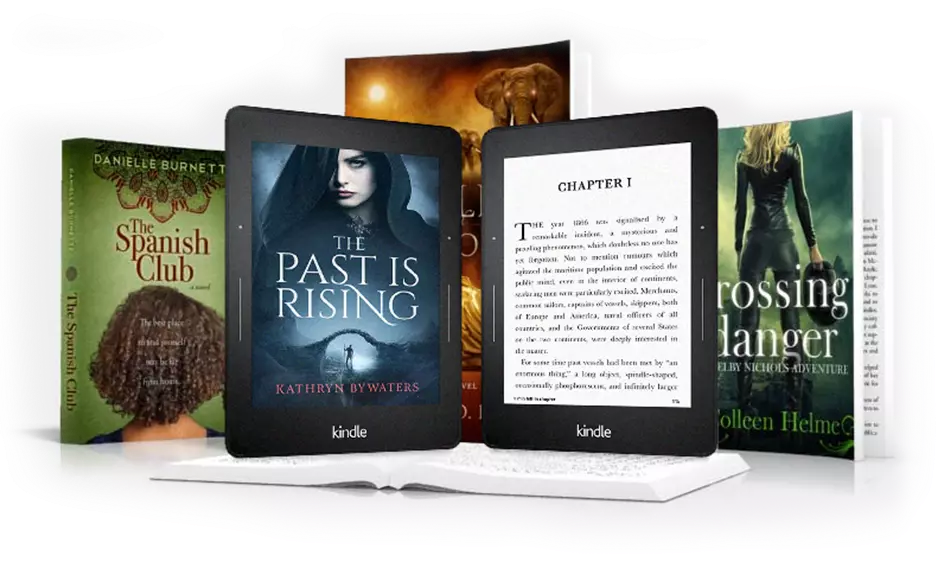 DANIELLE BURNETT
The
Spanish
Club
a novel
The best place
to find yourself
may be far
from home.
DANIELLE BURNETTE
The Spanish Club
THE
PAST IS
RISING
KATHRYN BYWATERS
kindle
CHAPTER I
THE year 1866 was signalised by a
remarkable incident, a mysterious and
puzzling phenomenon, which doubtless no one has
yet forgotten. Not to mention rumours which
agitated the maritime population and excited the
public mind, even in the interior of continents,
seafaring men were particularly excited. Merchants,
common sailors, captains of vessels, skippers, both
of Europe and America, naval officers of all
countries, and the Governments of several States
on the two continents, were deeply interested in
the matter.
For some time past vessels had been met by "an
enormous thing," a long object, spindle-shaped,
occasionally phosphorescent, and infinitely larger
kindle
VEL
D.
rossing
danger
ELBY NICHOLS ADVENTURE
olleen Helme